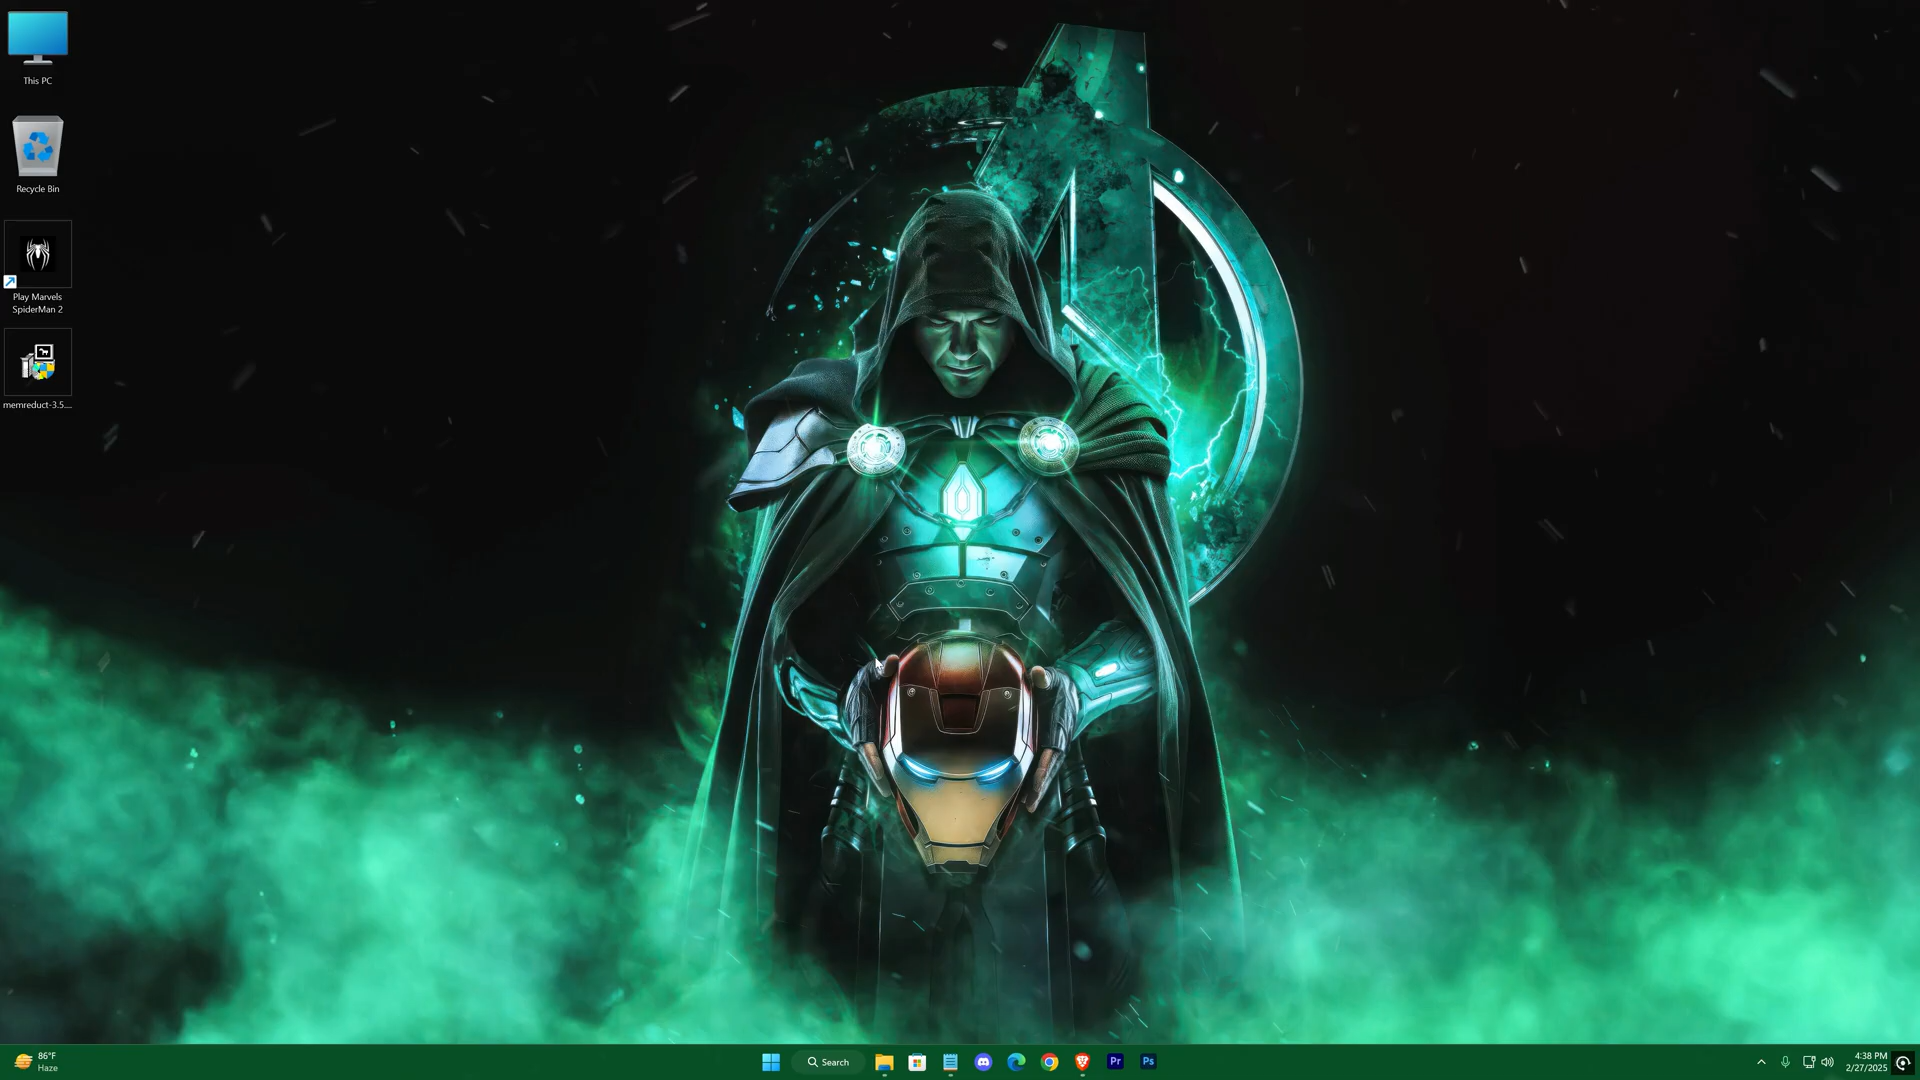 This PC
Recycle Bin
Play Marvels
SpiderMan 2
memreduct-3.5....
86°F
Haze
Search
Pr
Ps
4:38 PM
2/27/2025